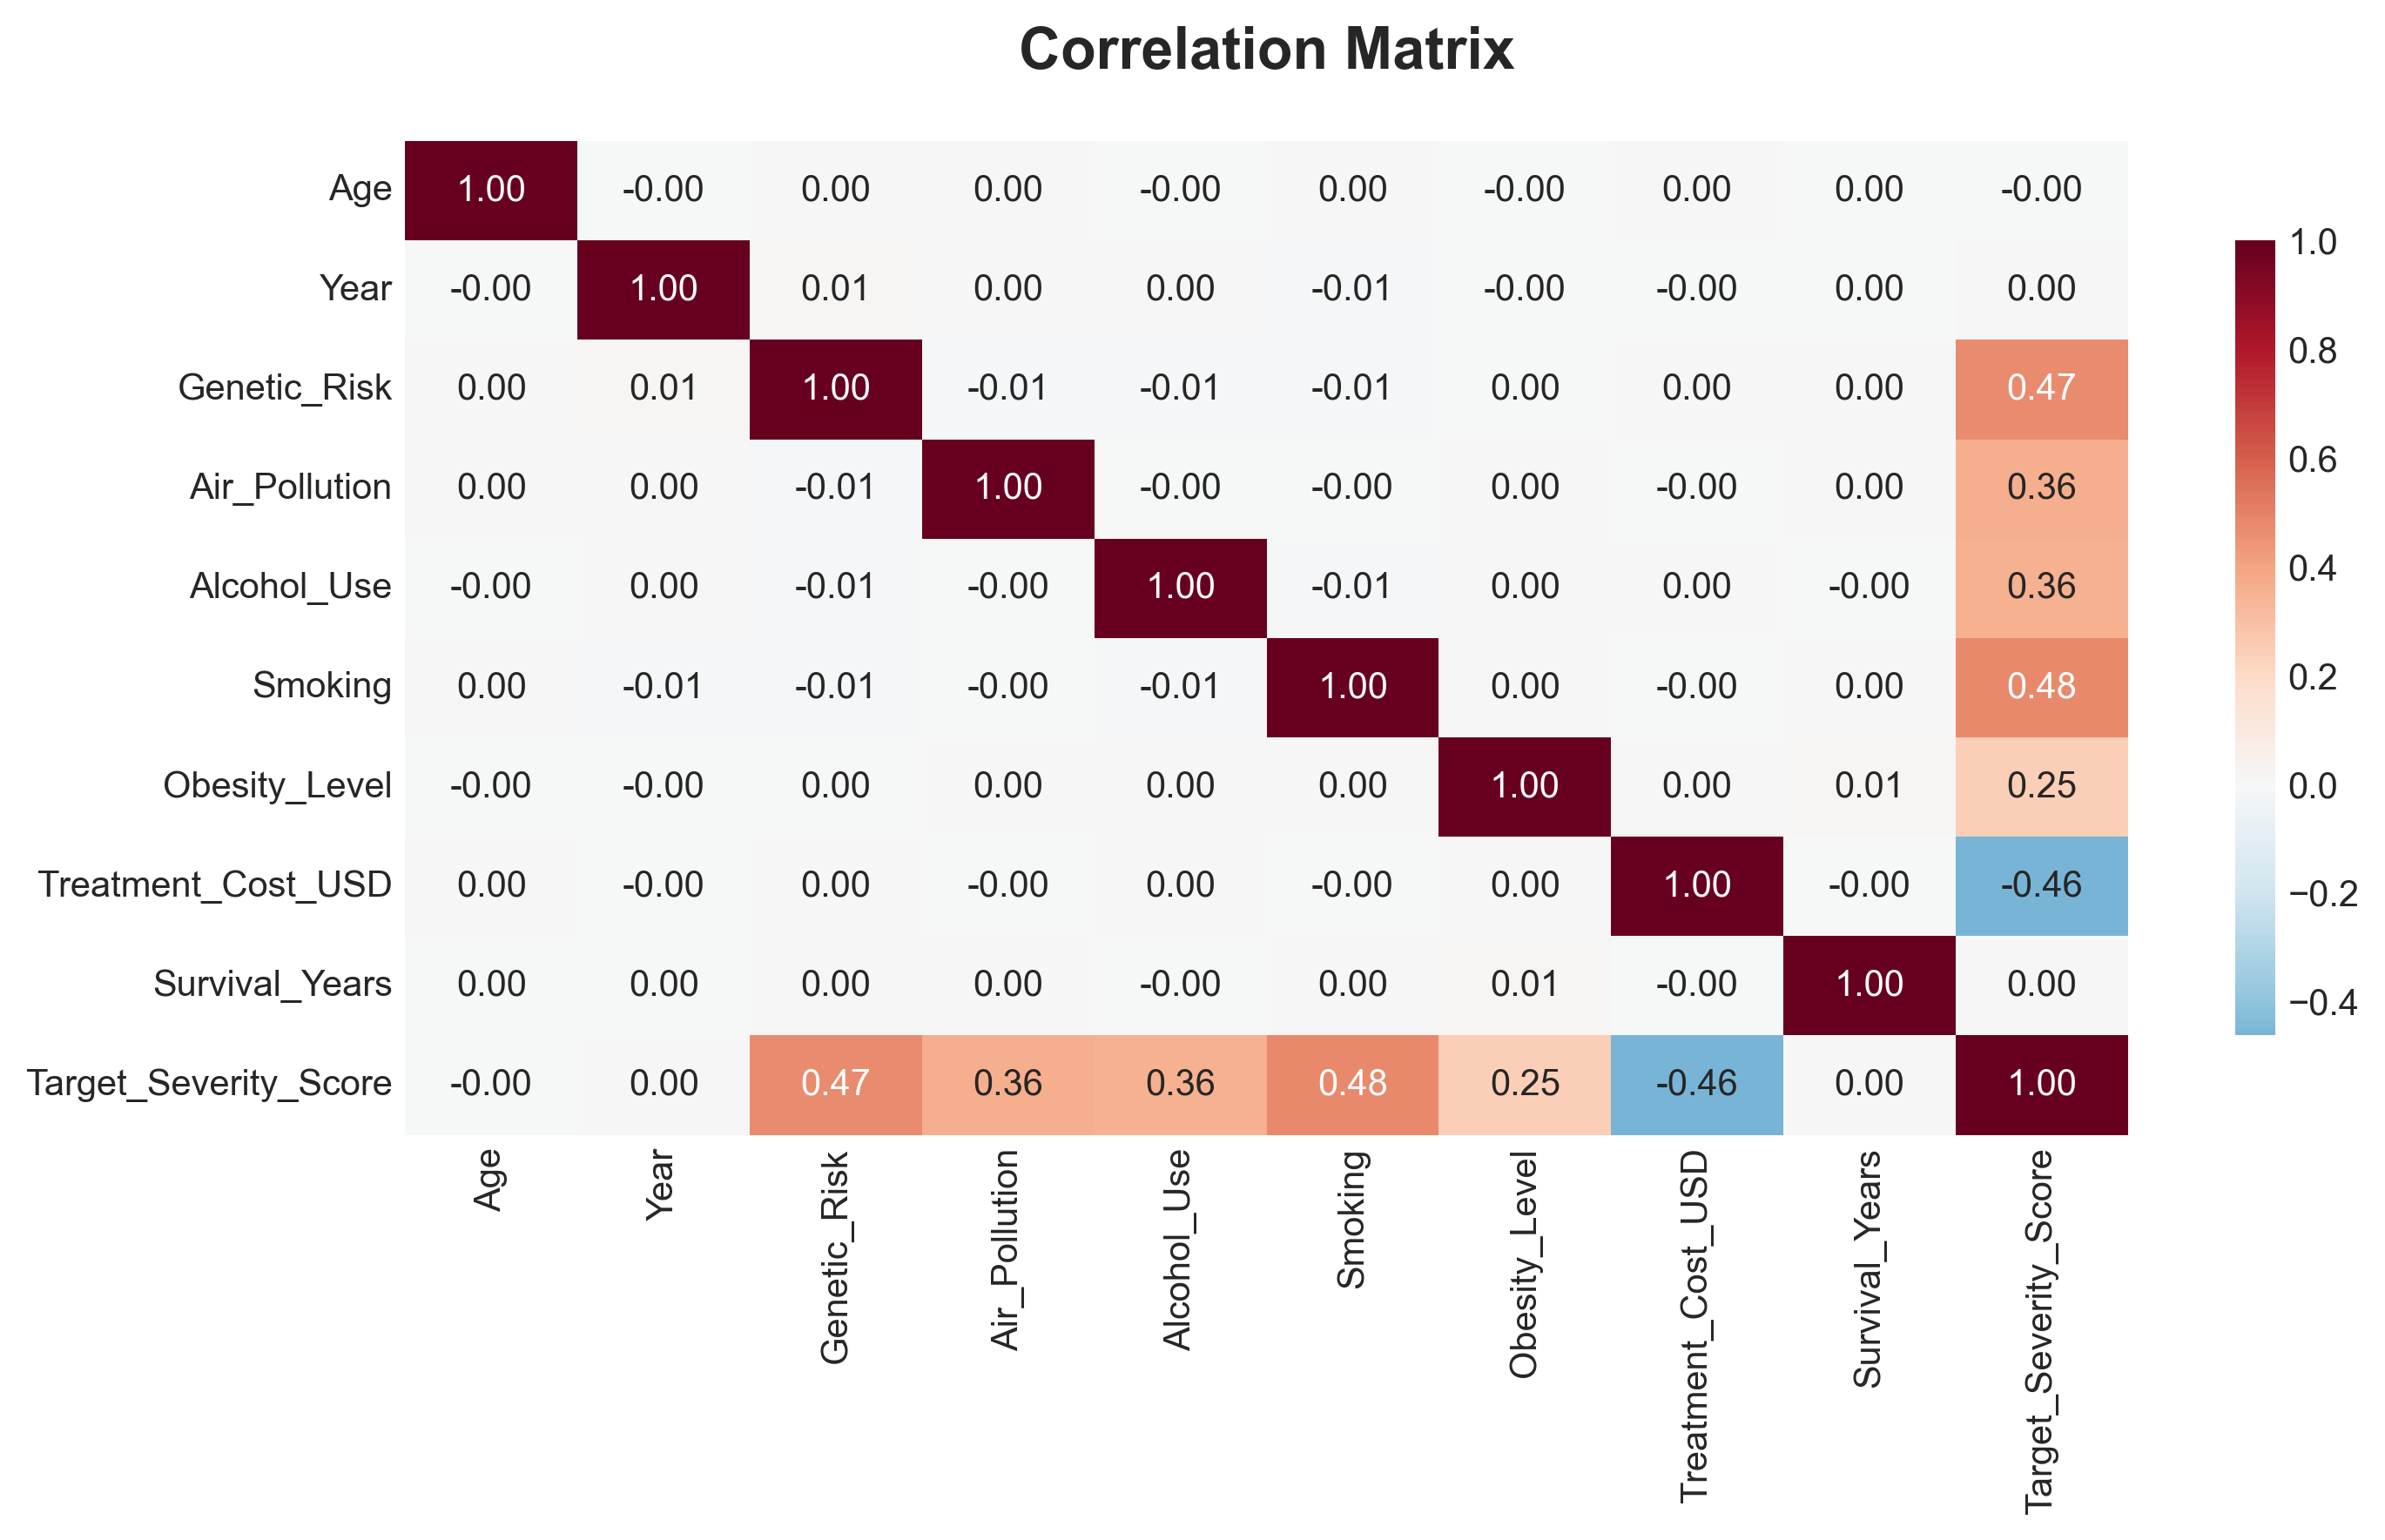 Correlation Matrix
Age 1.00 -0.00 0.00 0.00 -0.00 0.00 -0.00 0.00 0.00 -0.00
Year -0.00 1.00 0.01 0.00 0.00 -0.01 -0.00 -0.00 0.00 0.00
Genetic_Risk 0.00 0.01 1.00 -0.01 -0.01 -0.01 0.00 0.00 0.00 0.47
Air_Pollution 0.00 0.00 -0.01 1.00 -0.00 -0.00 0.00 -0.00 0.00 0.36
Alcohol_Use -0.00 0.00 -0.01 -0.00 1.00 -0.01 0.00 0.00 -0.00 0.36
Smoking 0.00 -0.01 -0.01 -0.00 -0.01 1.00 0.00 -0.00 0.00 0.48
Obesity_Level -0.00 -0.00 0.00 0.00 0.00 0.00 1.00 0.00 0.01 0.25
Treatment_Cost_USD 0.00 -0.00 0.00 -0.00 0.00 -0.00 0.00 1.00 -0.00 -0.46
Survival_Years 0.00 0.00 0.00 0.00 -0.00 0.00 0.01 -0.00 1.00 0.00
Target_Severity_Score -0.00 0.00 0.47 0.36 0.36 0.48 0.25 -0.46 0.00 1.00
Age
Year
Genetic_Risk
Air_Pollution
Alcohol_Use
Smoking
Obesity_Level
Treatment_Cost_USD
Survival_Years
Target_Severity_Score
1.0
0.8
0.6
0.4
0.2
0.0
−0.2
−0.4